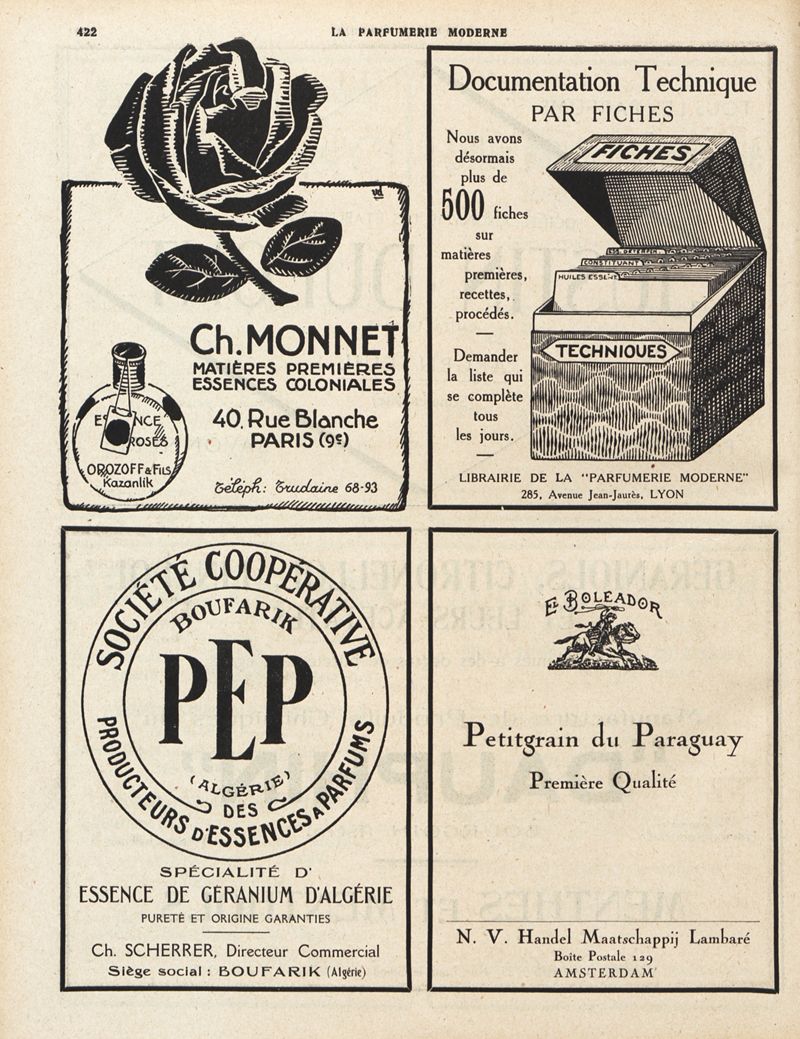 422
LA PARFUMERIE MODERNE
Ch. MONNET
MATIÈRES PREMIÈRES
ESSENCES COLONIALES
40, Rue Blanche
PARIS (9e)
Téléph: Trudaine 68-93
ROSES
OROZOFF & FILS
Kazanlik
Documentation Technique
PAR FICHES
Nous avons
désormais
plus de
500 fiches
sur
matières
premières,
recettes,
procédés.
Demander
la liste qui
se complète
tous
les jours.
FICHES
CONSTITUANT
HUILES ESSENT
TECHNIQUES
LIBRAIRIE DE LA "PARFUMERIE MODERNE"
285, Avenue Jean-Jaurès, LYON
SOCIÉTÉ COOPÉRATIVE
BOUFARIK
PEP
(ALGÉRIE)
DES
PRODUCTEURS D'ESSENCES A PARFUMS
SPÉCIALITÉ D'
ESSENCE DE GÉRANIUM D'ALGÉRIE
PURETÉ ET ORIGINE GARANTIES
Ch. SCHERRER, Directeur Commercial
Siège social : BOUFARIK (Algérie)
EL BOLEADOR
Petitgrain du Paraguay
Première Qualité
N. V. Handel Maatschappij Lambaré
Boîte Postale 129
AMSTERDAM